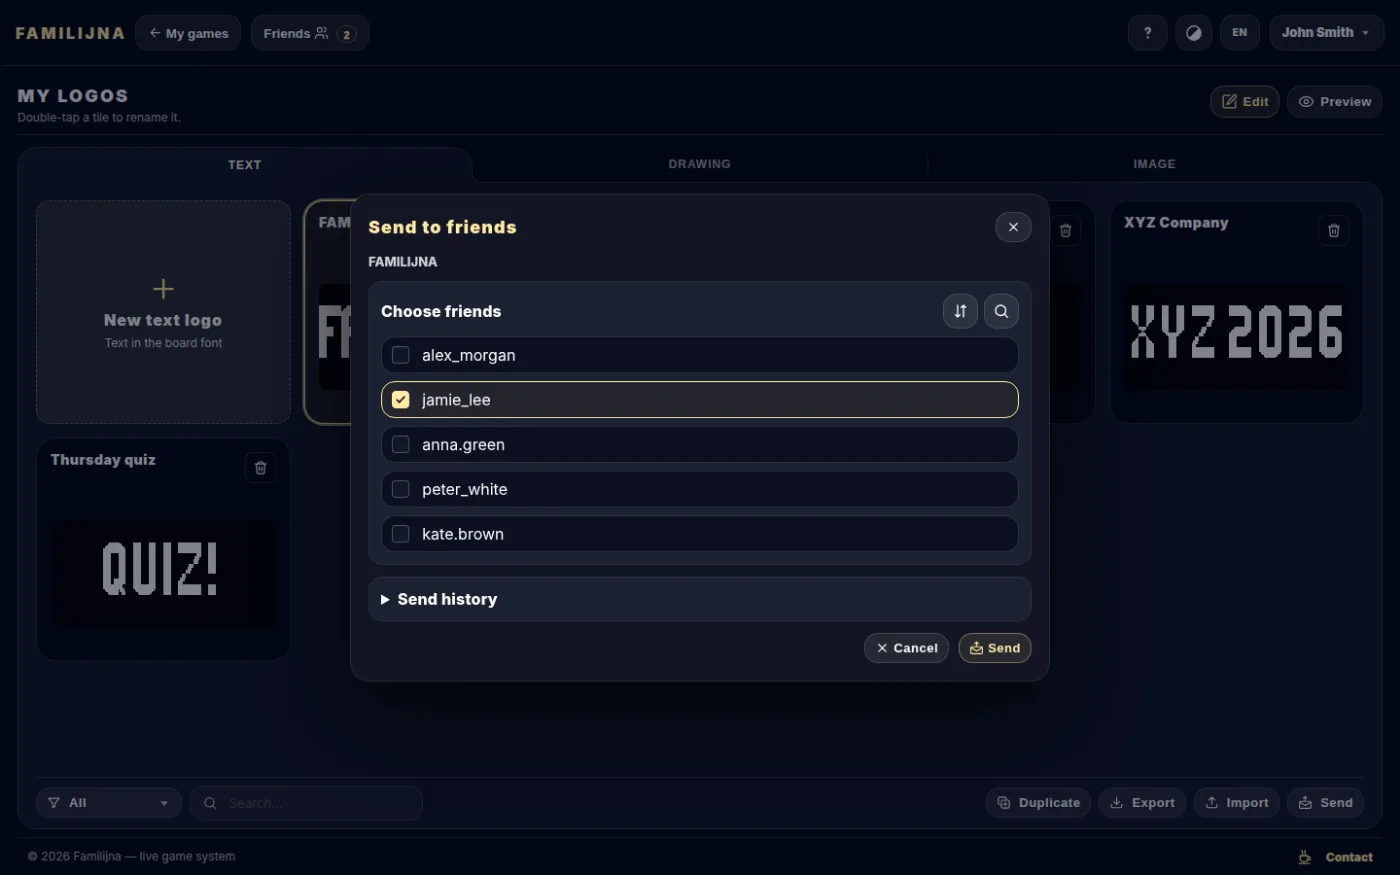 FAMILIJNA
My games
Friends
2
?
EN
John Smith
MY LOGOS
Double-tap a tile to rename it.
Edit
Preview
TEXT
DRAWING
IMAGE
New text logo
Text in the board font
FAM
XYZ Company
XYZ 2026
Thursday quiz
QUIZ!
Send to friends
FAMILIJNA
Choose friends
alex_morgan
jamie_lee
anna.green
peter_white
kate.brown
Send history
Cancel
Send
All
Search...
Duplicate
Export
Import
Send
© 2026 Familijna — live game system
Contact